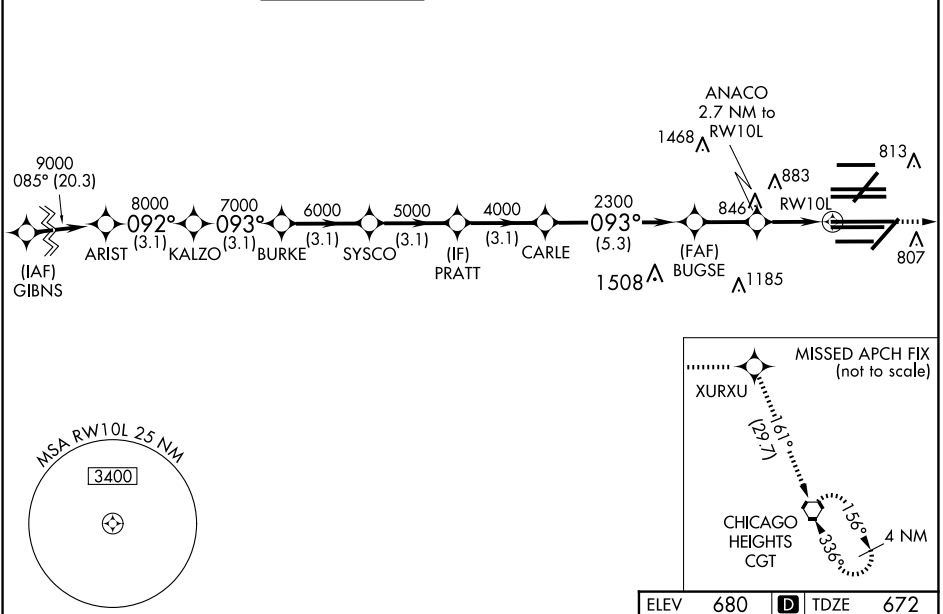 ANACO
2.7 NM to
RW10L
1468
813
883
9000
085° (20.3)
8000
7000
6000
5000
4000
2300
846
RW10L
092°
093°
093°
(3.1)
(3.1)
(3.1)
(3.1)
(3.1)
(5.3)
ARIST
KALZO
BURKE
SYSCO
(IF)
PRATT
CARLE
(FAF)
BUGSE
(IAF)
GIBNS
807
1508
1185
MISSED APCH FIX
(not to scale)
XURXU
161°
(29.7)
CHICAGO
HEIGHTS
CGT
156°
336°
4 NM
MSA RW10L 25 NM
3400
ELEV 680 D TDZE 672